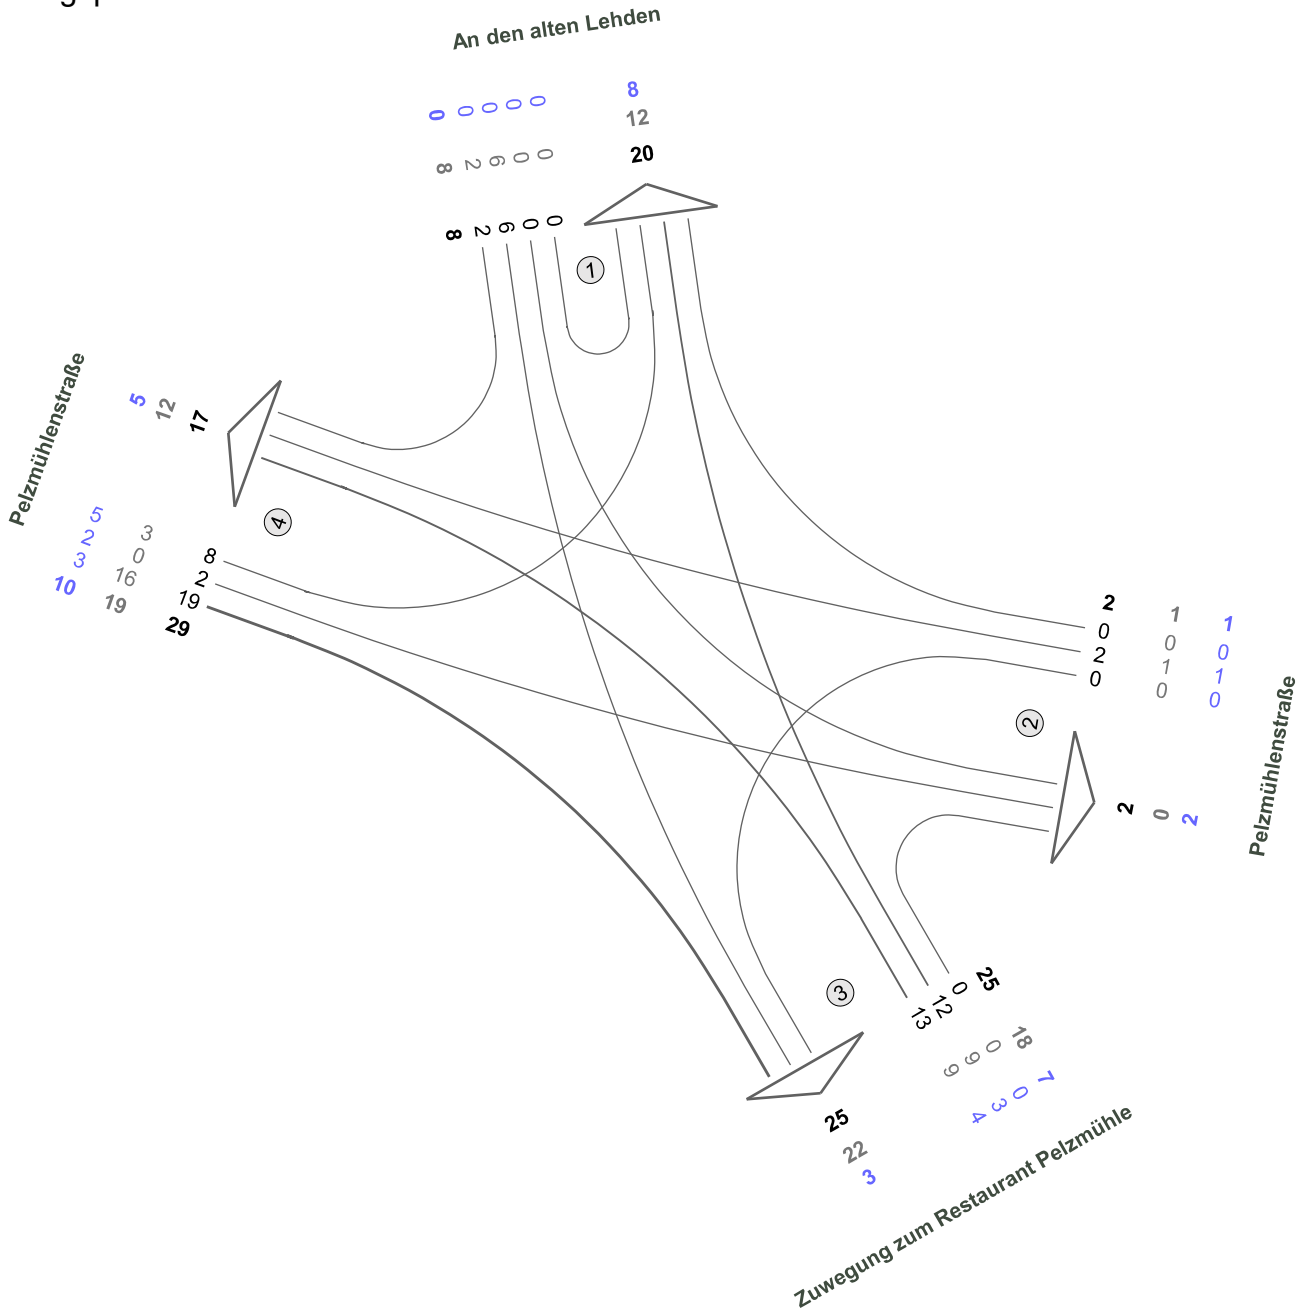 An den alten Lehden
0 0 0 0 0
8
8 2 6 0 0
12
20
8 2 6 0 0
1
Pelzmühlenstraße
5 12 17
4
5 3 8
2 0 2
3 16 19
10 19 29
2 1 1
0 0 0
2 1 1
0 0 0
2
2 0 2
Pelzmühlenstraße
3
13 12 0 25
9 9 0 18
4 3 0 7
25
22
3
Zuwegung zum Restaurant Pelzmühle